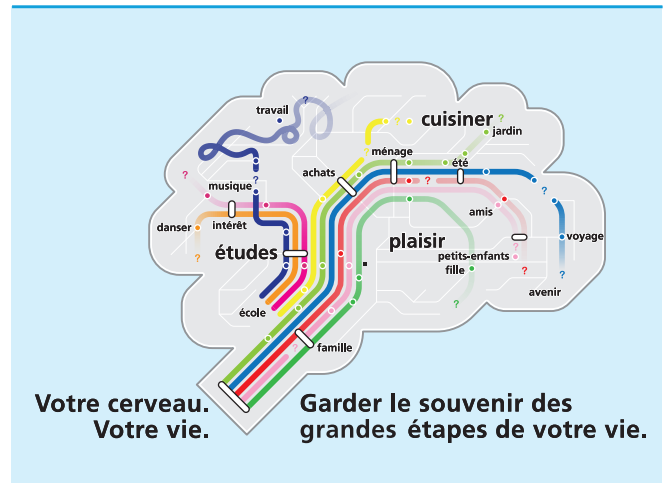 travail
?
?
cuisiner
?
jardin
ménage
été
achats
?
?
musique
?
?
amis
danser
intérêt
études
plaisir
voyage
petits-enfants
?
?
fille
?
?
avenir
école
?
famille
?
Votre cerveau.
Votre vie.
Garder le souvenir des
grandes étapes de votre vie.